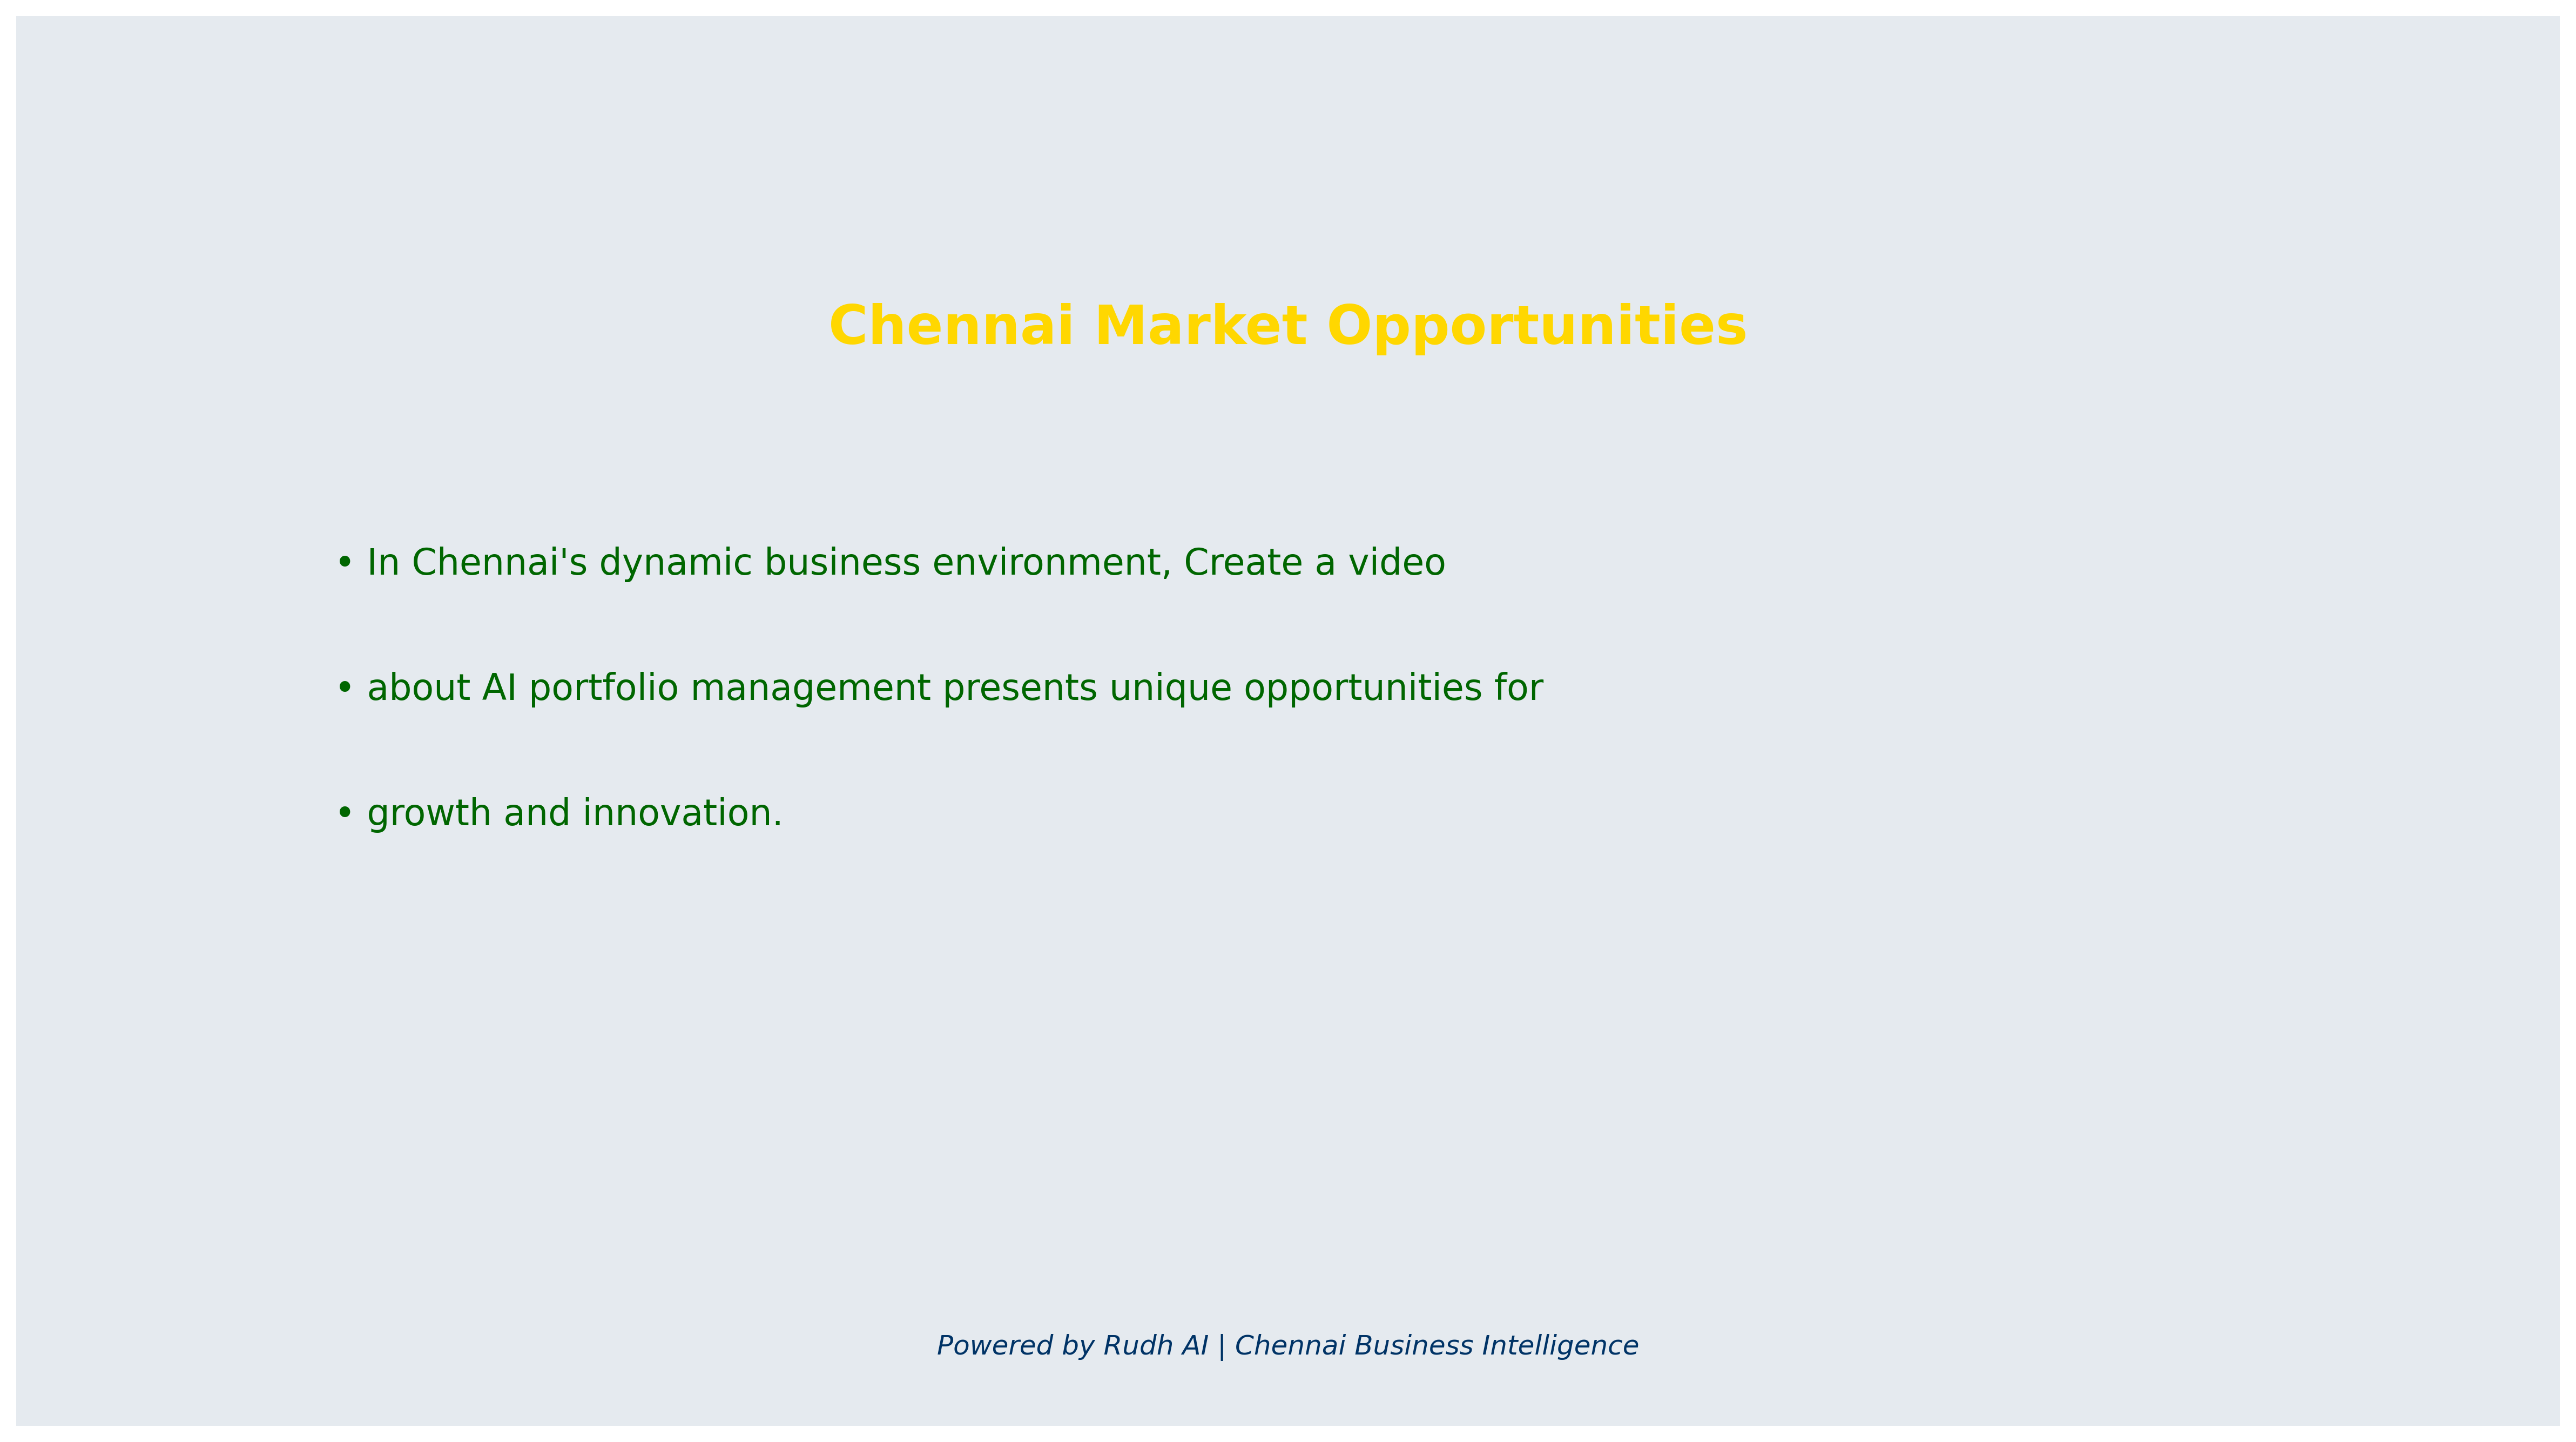 Chennai Market Opportunities
• In Chennai's dynamic business environment, Create a video
• about AI portfolio management presents unique opportunities for
• growth and innovation.
Powered by Rudh AI | Chennai Business Intelligence